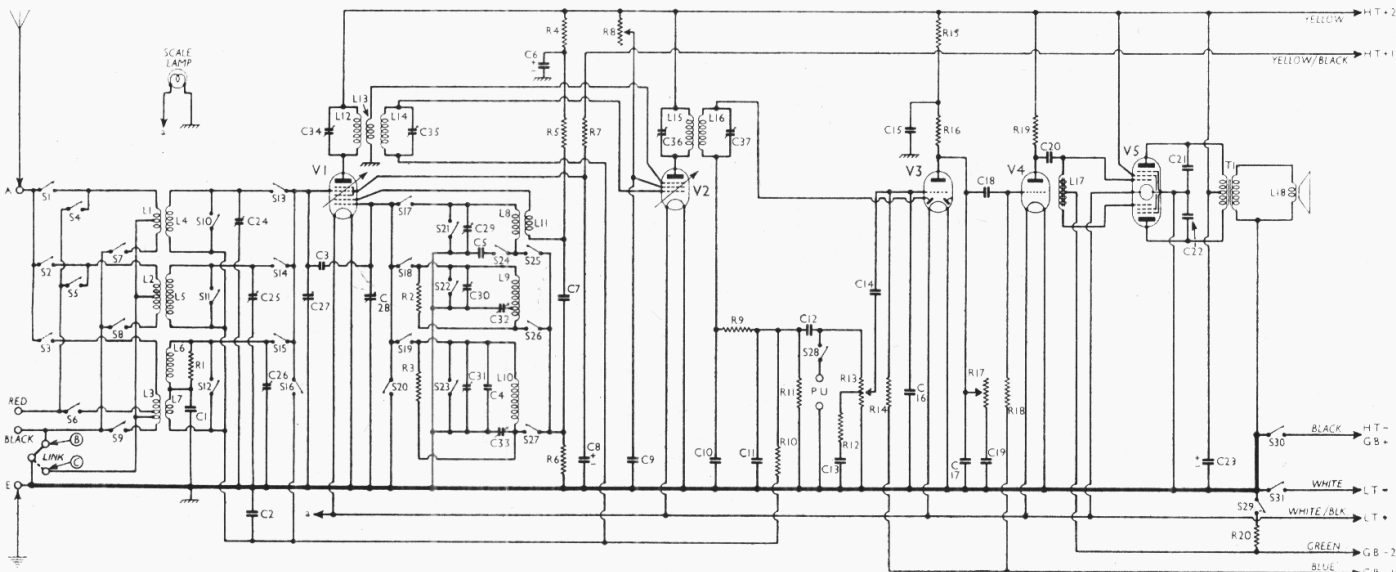 HT+2
YELLOW
HT+1
YELLOW/BLACK
R4
R8
R15
C6
+
-
SCALE
LAMP
a
L13
L12
L14
C34
C35
R5
R7
L15
L16
C36
C37
C15
R16
R19
C20
V1
V2
V3
V4
V5
L17
C21
T1
L18
C22
A
S1
S4
L1
L4
S10
C24
S13
S17
S21
C29
L8
L11
C5
S24
S25
C3
C18
S7
S2
L2
S14
S18
L9
S5
L5
S11
C25
C27
C28
R2
S22
C30
C32
C7
C14
S8
S26
R9
C12
S28
S3
S15
S19
L6
R1
S12
C26
S16
S20
R3
S23
C31
C4
L10
PU
R11
R13
R14
C16
R17
R18
L3
L7
C1
RED
S6
BLACK
S9
C33
S27
R12
R10
B
LINK
C
R6
C8
+
-
C9
C10
C11
C13
C17
C19
C23
+
-
S30
BLACK
HT-
GB+
E
S31
WHITE
LT-
C2
a
S29
WHITE/BLK
LT+
R20
GREEN
GB-2
BLUE